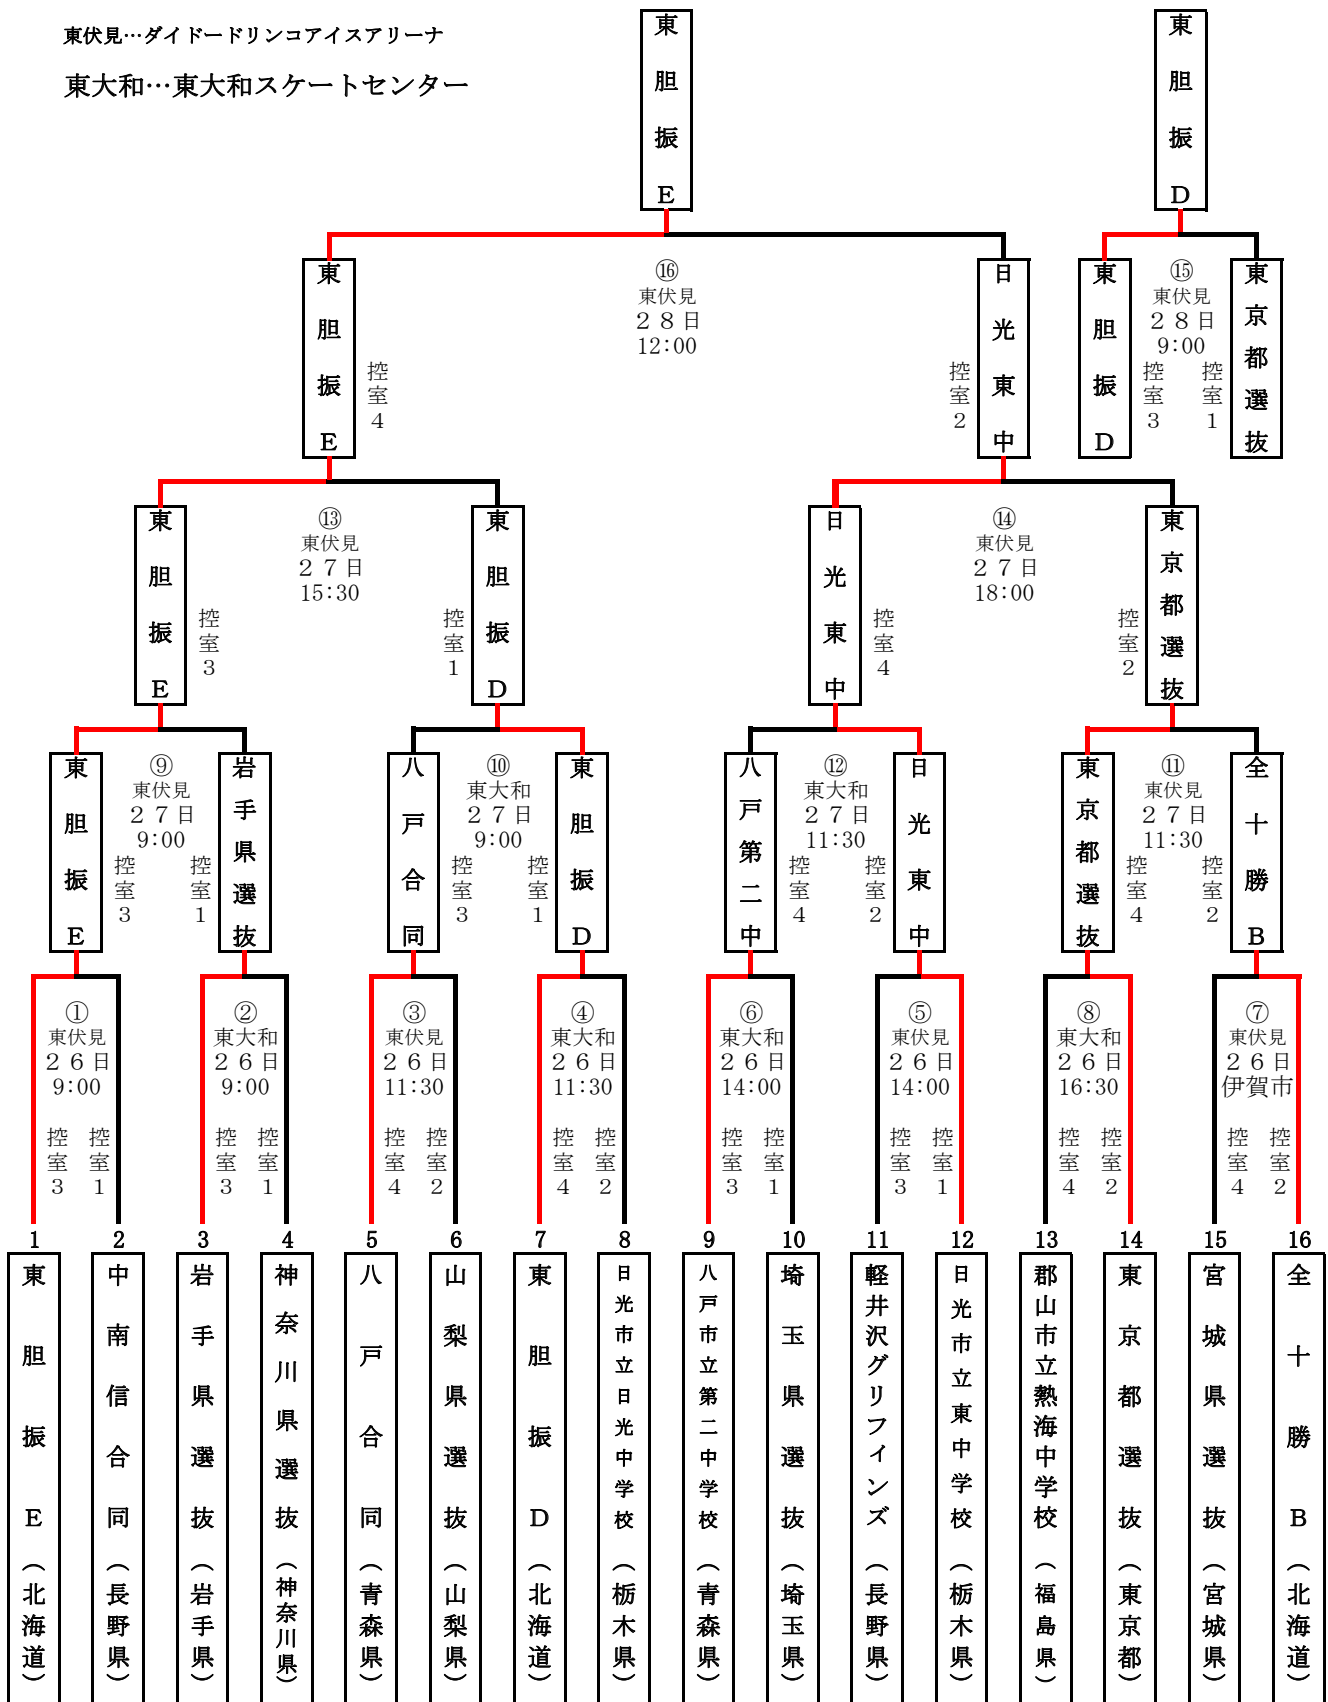 東伏見…ダイドードリンコアイスアリーナ
東大和…東大和スケートセンター
東胆振E
東胆振D
東胆振E
控室4
⑯
東伏見
28日
12:00
控室2
日光東中
東胆振D
控室3
⑮
東伏見
28日
9:00
控室1
東京都選抜
東胆振E
控室3
⑬
東伏見
27日
15:30
控室1
東胆振D
日光東中
控室4
⑭
東伏見
27日
18:00
控室2
東京都選抜
東胆振E
控室3
⑨
東伏見
27日
9:00
控室1
岩手県選抜
八戸合同
控室3
⑩
東大和
27日
9:00
控室1
東胆振D
八戸第二中
控室4
⑫
東大和
27日
11:30
控室2
日光東中
東京都選抜
控室4
⑪
東伏見
27日
11:30
控室2
全十勝B
①
東伏見
26日
9:00
控室3
控室1
②
東大和
26日
9:00
控室3
控室1
③
東伏見
26日
11:30
控室4
控室2
④
東大和
26日
11:30
控室4
控室2
⑥
東大和
26日
14:00
控室3
控室1
⑤
東伏見
26日
14:00
控室3
控室1
⑧
東大和
26日
16:30
控室4
控室2
⑦
東伏見
26日
伊賀市
控室4
控室2
1
東胆振E(北海道)
2
中南信合同(長野県)
3
岩手県選抜(岩手県)
4
神奈川県選抜(神奈川県)
5
八戸合同(青森県)
6
山梨県選抜(山梨県)
7
東胆振D(北海道)
8
日光市立日光中学校(栃木県)
9
八戸市立第二中学校(青森県)
10
埼玉県選抜(埼玉県)
11
軽井沢グリフィンズ(長野県)
12
日光市立東中学校(栃木県)
13
郡山市立熱海中学校(福島県)
14
東京都選抜(東京都)
15
宮城県選抜(宮城県)
16
全十勝B(北海道)